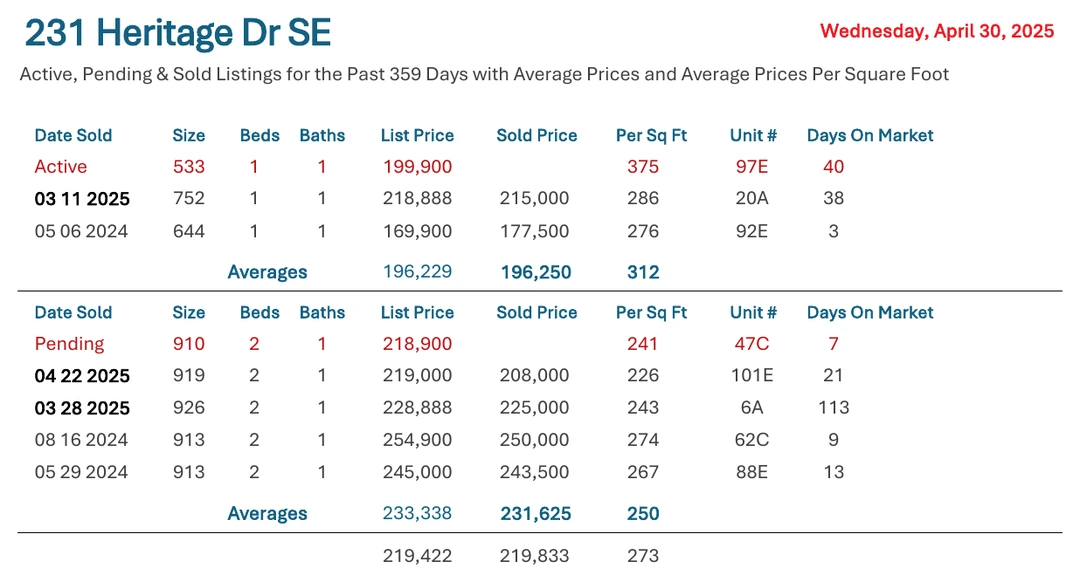 231 Heritage Dr SE
Wednesday, April 30, 2025
Active, Pending & Sold Listings for the Past 359 Days with Average Prices and Average Prices Per Square Foot
Date Sold Size Beds Baths List Price Sold Price Per Sq Ft Unit # Days On Market
Active 533 1 1 199,900 375 97E 40
03 11 2025 752 1 1 218,888 215,000 286 20A 38
05 06 2024 644 1 1 169,900 177,500 276 92E 3
Averages 196,229 196,250 312
Date Sold Size Beds Baths List Price Sold Price Per Sq Ft Unit # Days On Market
Pending 910 2 1 218,900 241 47C 7
04 22 2025 919 2 1 219,000 208,000 226 101E 21
03 28 2025 926 2 1 228,888 225,000 243 6A 113
08 16 2024 913 2 1 254,900 250,000 274 62C 9
05 29 2024 913 2 1 245,000 243,500 267 88E 13
Averages 233,338 231,625 250
219,422 219,833 273